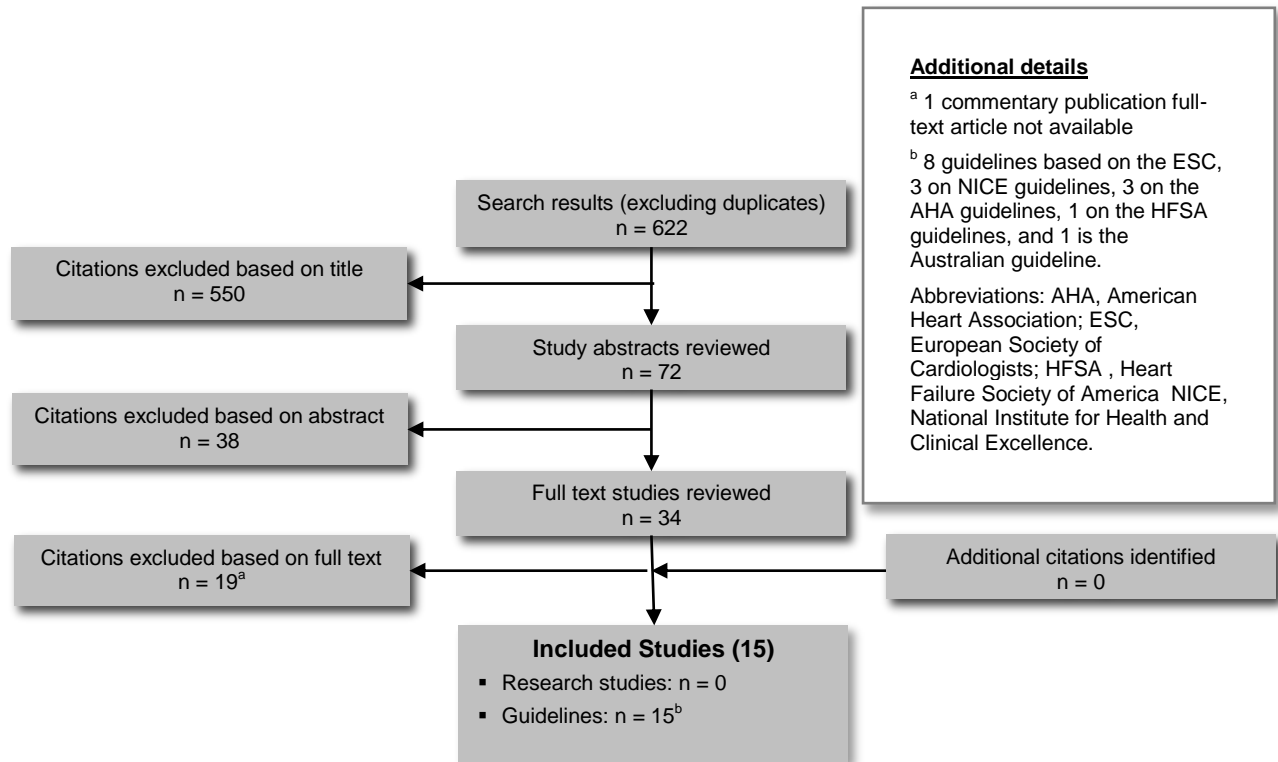 Search results (excluding duplicates)
n = 622
Citations excluded based on title
n = 550
Study abstracts reviewed
n = 72
Citations excluded based on abstract
n = 38
Full text studies reviewed
n = 34
Citations excluded based on full text
n = 19a
Additional citations identified
n = 0
Included Studies (15)
▪ Research studies: n = 0
▪ Guidelines: n = 15b
Additional details
a 1 commentary publication full-
text article not available
b 8 guidelines based on the ESC,
3 on NICE guidelines, 3 on the
AHA guidelines, 1 on the HFSA
guidelines, and 1 is the
Australian guideline.
Abbreviations: AHA, American
Heart Association; ESC,
European Society of
Cardiologists; HFSA , Heart
Failure Society of America  NICE,
National Institute for Health and
Clinical Excellence.